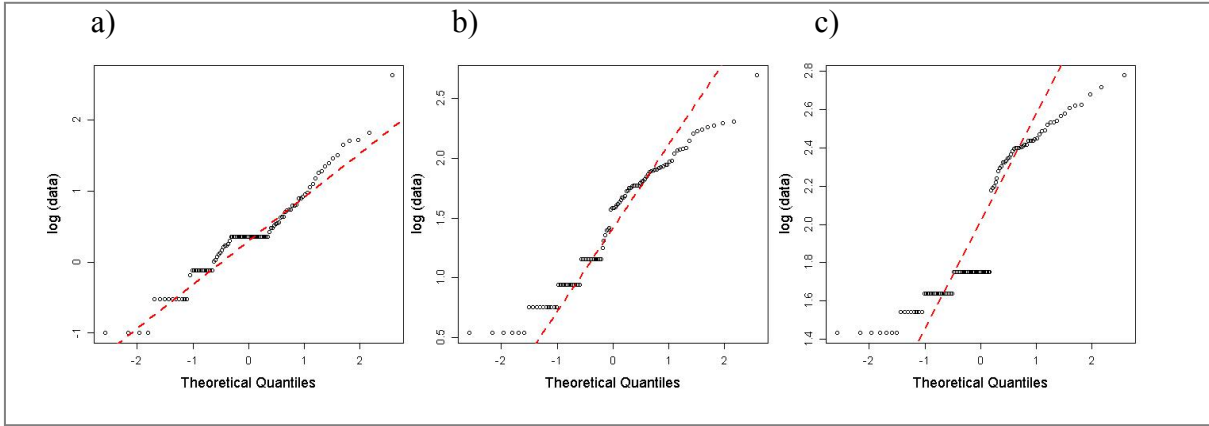 a) b) c)
log (data)
2
1
0
-1
-2 -1 0 1 2
Theoretical Quantiles
log (data)
2.5
2.0
1.5
1.0
0.5
-2 -1 0 1 2
Theoretical Quantiles
log (data)
2.8
2.6
2.4
2.2
2.0
1.8
1.6
1.4
-2 -1 0 1 2
Theoretical Quantiles